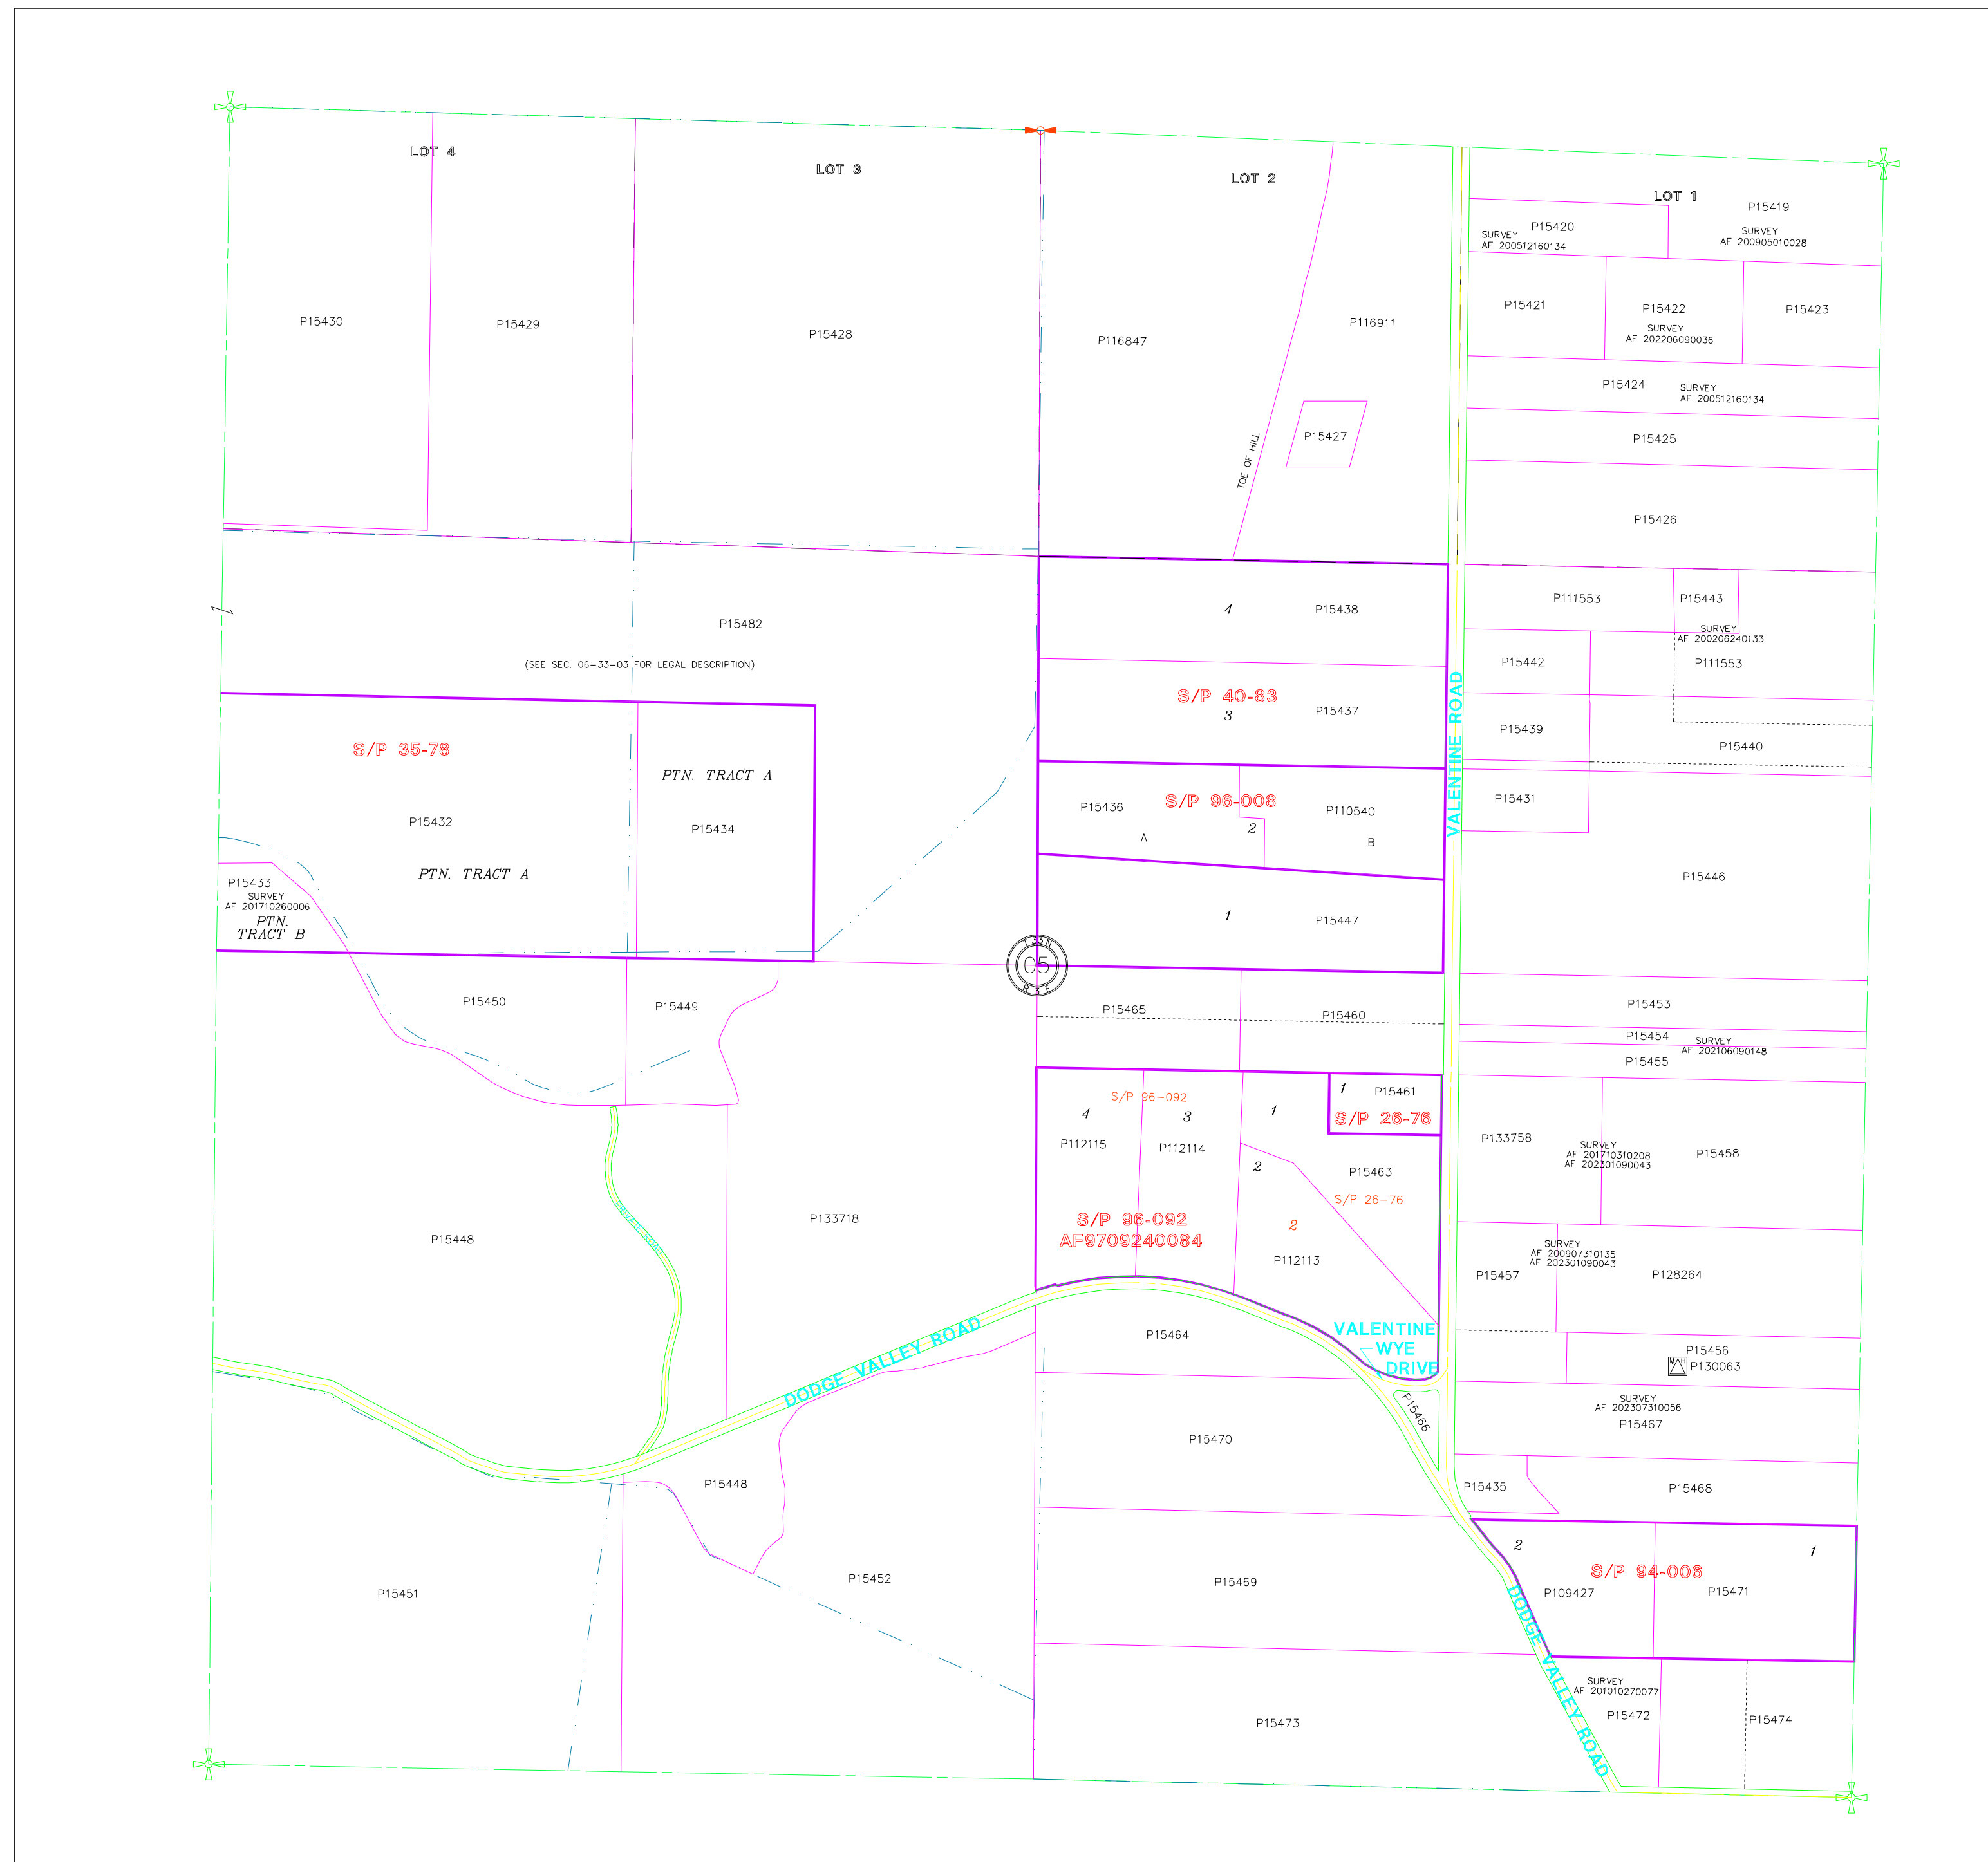 LOT 4
LOT 3
LOT 2
LOT 1
P15419
SURVEY
AF 200905010028
P15420
SURVEY
AF 200512160134
P15430
P15429
P15428
P116847
P116911
P15421
P15422
SURVEY
AF 202206090036
P15423
P15424
SURVEY
AF 200512160134
P15427
TOE OF HILL
P15425
P15426
P15482
(SEE SEC. 06-33-03 FOR LEGAL DESCRIPTION)
4
P15438
P111553
P15443
SURVEY
AF 200206240133
P15442
P111553
S/P 40-83
3
P15437
VALENTINE ROAD
P15439
P15440
S/P 35-78
PTN. TRACT A
P15432
P15434
PTN. TRACT A
P15433
SURVEY
AF 201710260006
PTN.
TRACT B
P15436
S/P 96-008
2
P110540
A
B
P15431
P15446
1
P15447
T.33N
05
R.3E
P15450
P15449
P15465
P15460
P15453
P15454
SURVEY
AF 202106090148
P15455
S/P 96-092
4
3
1
1
P15461
S/P 26-76
P112115
P112114
2
P15463
S/P 26-76
P133758
SURVEY
AF 201710310208
AF 202301090043
P15458
PRIVATE ROAD
P133718
P15448
S/P 96-092
AF9709240084
2
P112113
SURVEY
AF 200907310135
AF 202301090043
P15457
P128264
DODGE VALLEY ROAD
P15464
VALENTINE
WYE
DRIVE
P15456
MH
P130063
P15466
SURVEY
AF 202307310056
P15467
P15470
P15448
P15435
P15468
P15451
P15452
P15469
2
S/P 94-006
1
P109427
P15471
DODGE VALLEY ROAD
SURVEY
AF 201010270077
P15472
P15474
P15473